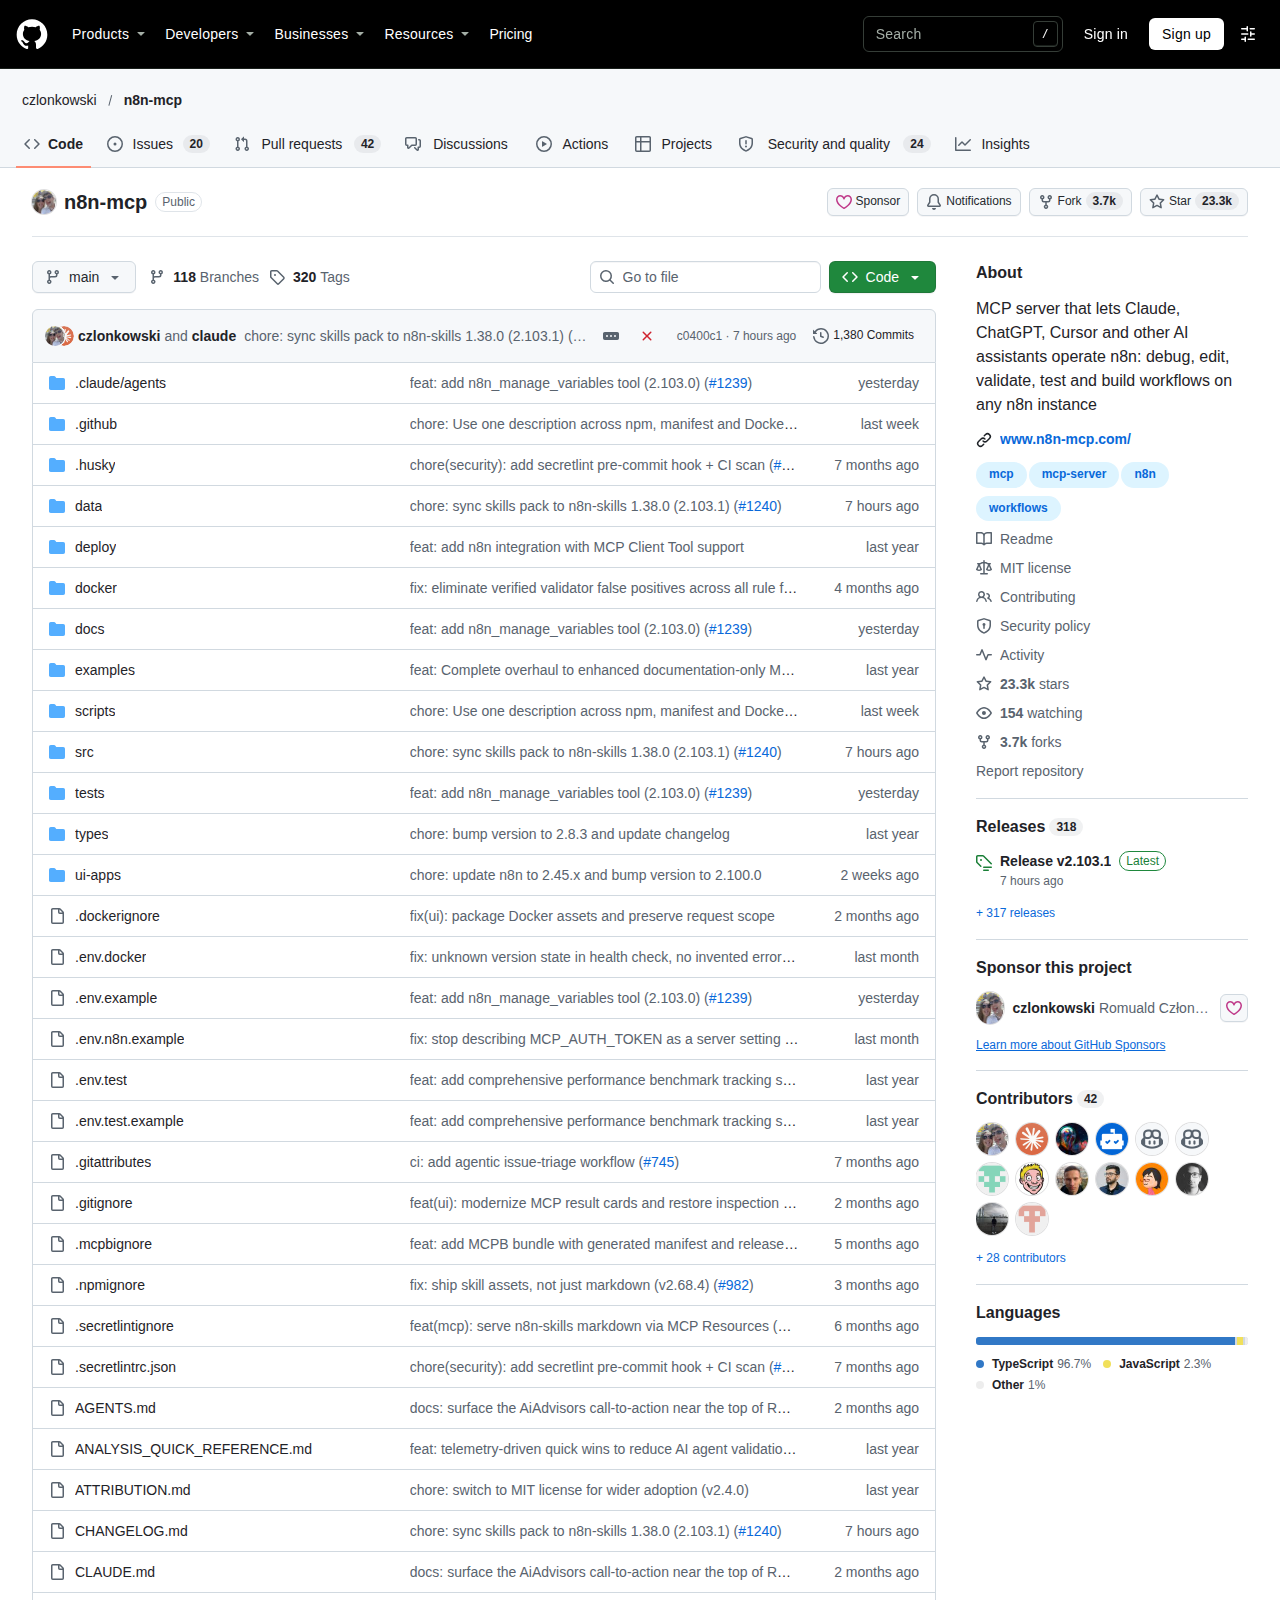 Products Developers Businesses Resources Pricing Search / Sign in Sign up
czlonkowski / n8n-mcp
Code Issues 20 Pull requests 42 Discussions Actions Projects Security and quality 24 Insights
n8n-mcp Public Sponsor Notifications Fork 3.7k Star 23.3k
main 118 Branches 320 Tags Go to file Code
czlonkowski and claude chore: sync skills pack to n8n-skills 1.38.0 (2.103.1) (… c0400c1 · 7 hours ago 1,380 Commits
.claude/agents feat: add n8n_manage_variables tool (2.103.0) (#1239) yesterday
.github chore: Use one description across npm, manifest and Docke… last week
.husky chore(security): add secretlint pre-commit hook + CI scan (#… 7 months ago
data chore: sync skills pack to n8n-skills 1.38.0 (2.103.1) (#1240) 7 hours ago
deploy feat: add n8n integration with MCP Client Tool support last year
docker fix: eliminate verified validator false positives across all rule f… 4 months ago
docs feat: add n8n_manage_variables tool (2.103.0) (#1239) yesterday
examples feat: Complete overhaul to enhanced documentation-only M… last year
scripts chore: Use one description across npm, manifest and Docke… last week
src chore: sync skills pack to n8n-skills 1.38.0 (2.103.1) (#1240) 7 hours ago
tests feat: add n8n_manage_variables tool (2.103.0) (#1239) yesterday
types chore: bump version to 2.8.3 and update changelog last year
ui-apps chore: update n8n to 2.45.x and bump version to 2.100.0 2 weeks ago
.dockerignore fix(ui): package Docker assets and preserve request scope 2 months ago
.env.docker fix: unknown version state in health check, no invented error… last month
.env.example feat: add n8n_manage_variables tool (2.103.0) (#1239) yesterday
.env.n8n.example fix: stop describing MCP_AUTH_TOKEN as a server setting … last month
.env.test feat: add comprehensive performance benchmark tracking s… last year
.env.test.example feat: add comprehensive performance benchmark tracking s… last year
.gitattributes ci: add agentic issue-triage workflow (#745) 7 months ago
.gitignore feat(ui): modernize MCP result cards and restore inspection … 2 months ago
.mcpbignore feat: add MCPB bundle with generated manifest and release… 5 months ago
.npmignore fix: ship skill assets, not just markdown (v2.68.4) (#982) 3 months ago
.secretlintignore feat(mcp): serve n8n-skills markdown via MCP Resources (… 6 months ago
.secretlintrc.json chore(security): add secretlint pre-commit hook + CI scan (#… 7 months ago
AGENTS.md docs: surface the AiAdvisors call-to-action near the top of R… 2 months ago
ANALYSIS_QUICK_REFERENCE.md feat: telemetry-driven quick wins to reduce AI agent validatio… last year
ATTRIBUTION.md chore: switch to MIT license for wider adoption (v2.4.0) last year
CHANGELOG.md chore: sync skills pack to n8n-skills 1.38.0 (2.103.1) (#1240) 7 hours ago
CLAUDE.md docs: surface the AiAdvisors call-to-action near the top of R… 2 months ago
About
MCP server that lets Claude,
ChatGPT, Cursor and other AI
assistants operate n8n: debug, edit,
validate, test and build workflows on
any n8n instance
www.n8n-mcp.com/
mcp mcp-server n8n
workflows
Readme
MIT license
Contributing
Security policy
Activity
23.3k stars
154 watching
3.7k forks
Report repository
Releases 318
Release v2.103.1 Latest
7 hours ago
+ 317 releases
Sponsor this project
czlonkowski Romuald Człon…
Learn more about GitHub Sponsors
Contributors 42
+ 28 contributors
Languages
TypeScript 96.7% JavaScript 2.3%
Other 1%